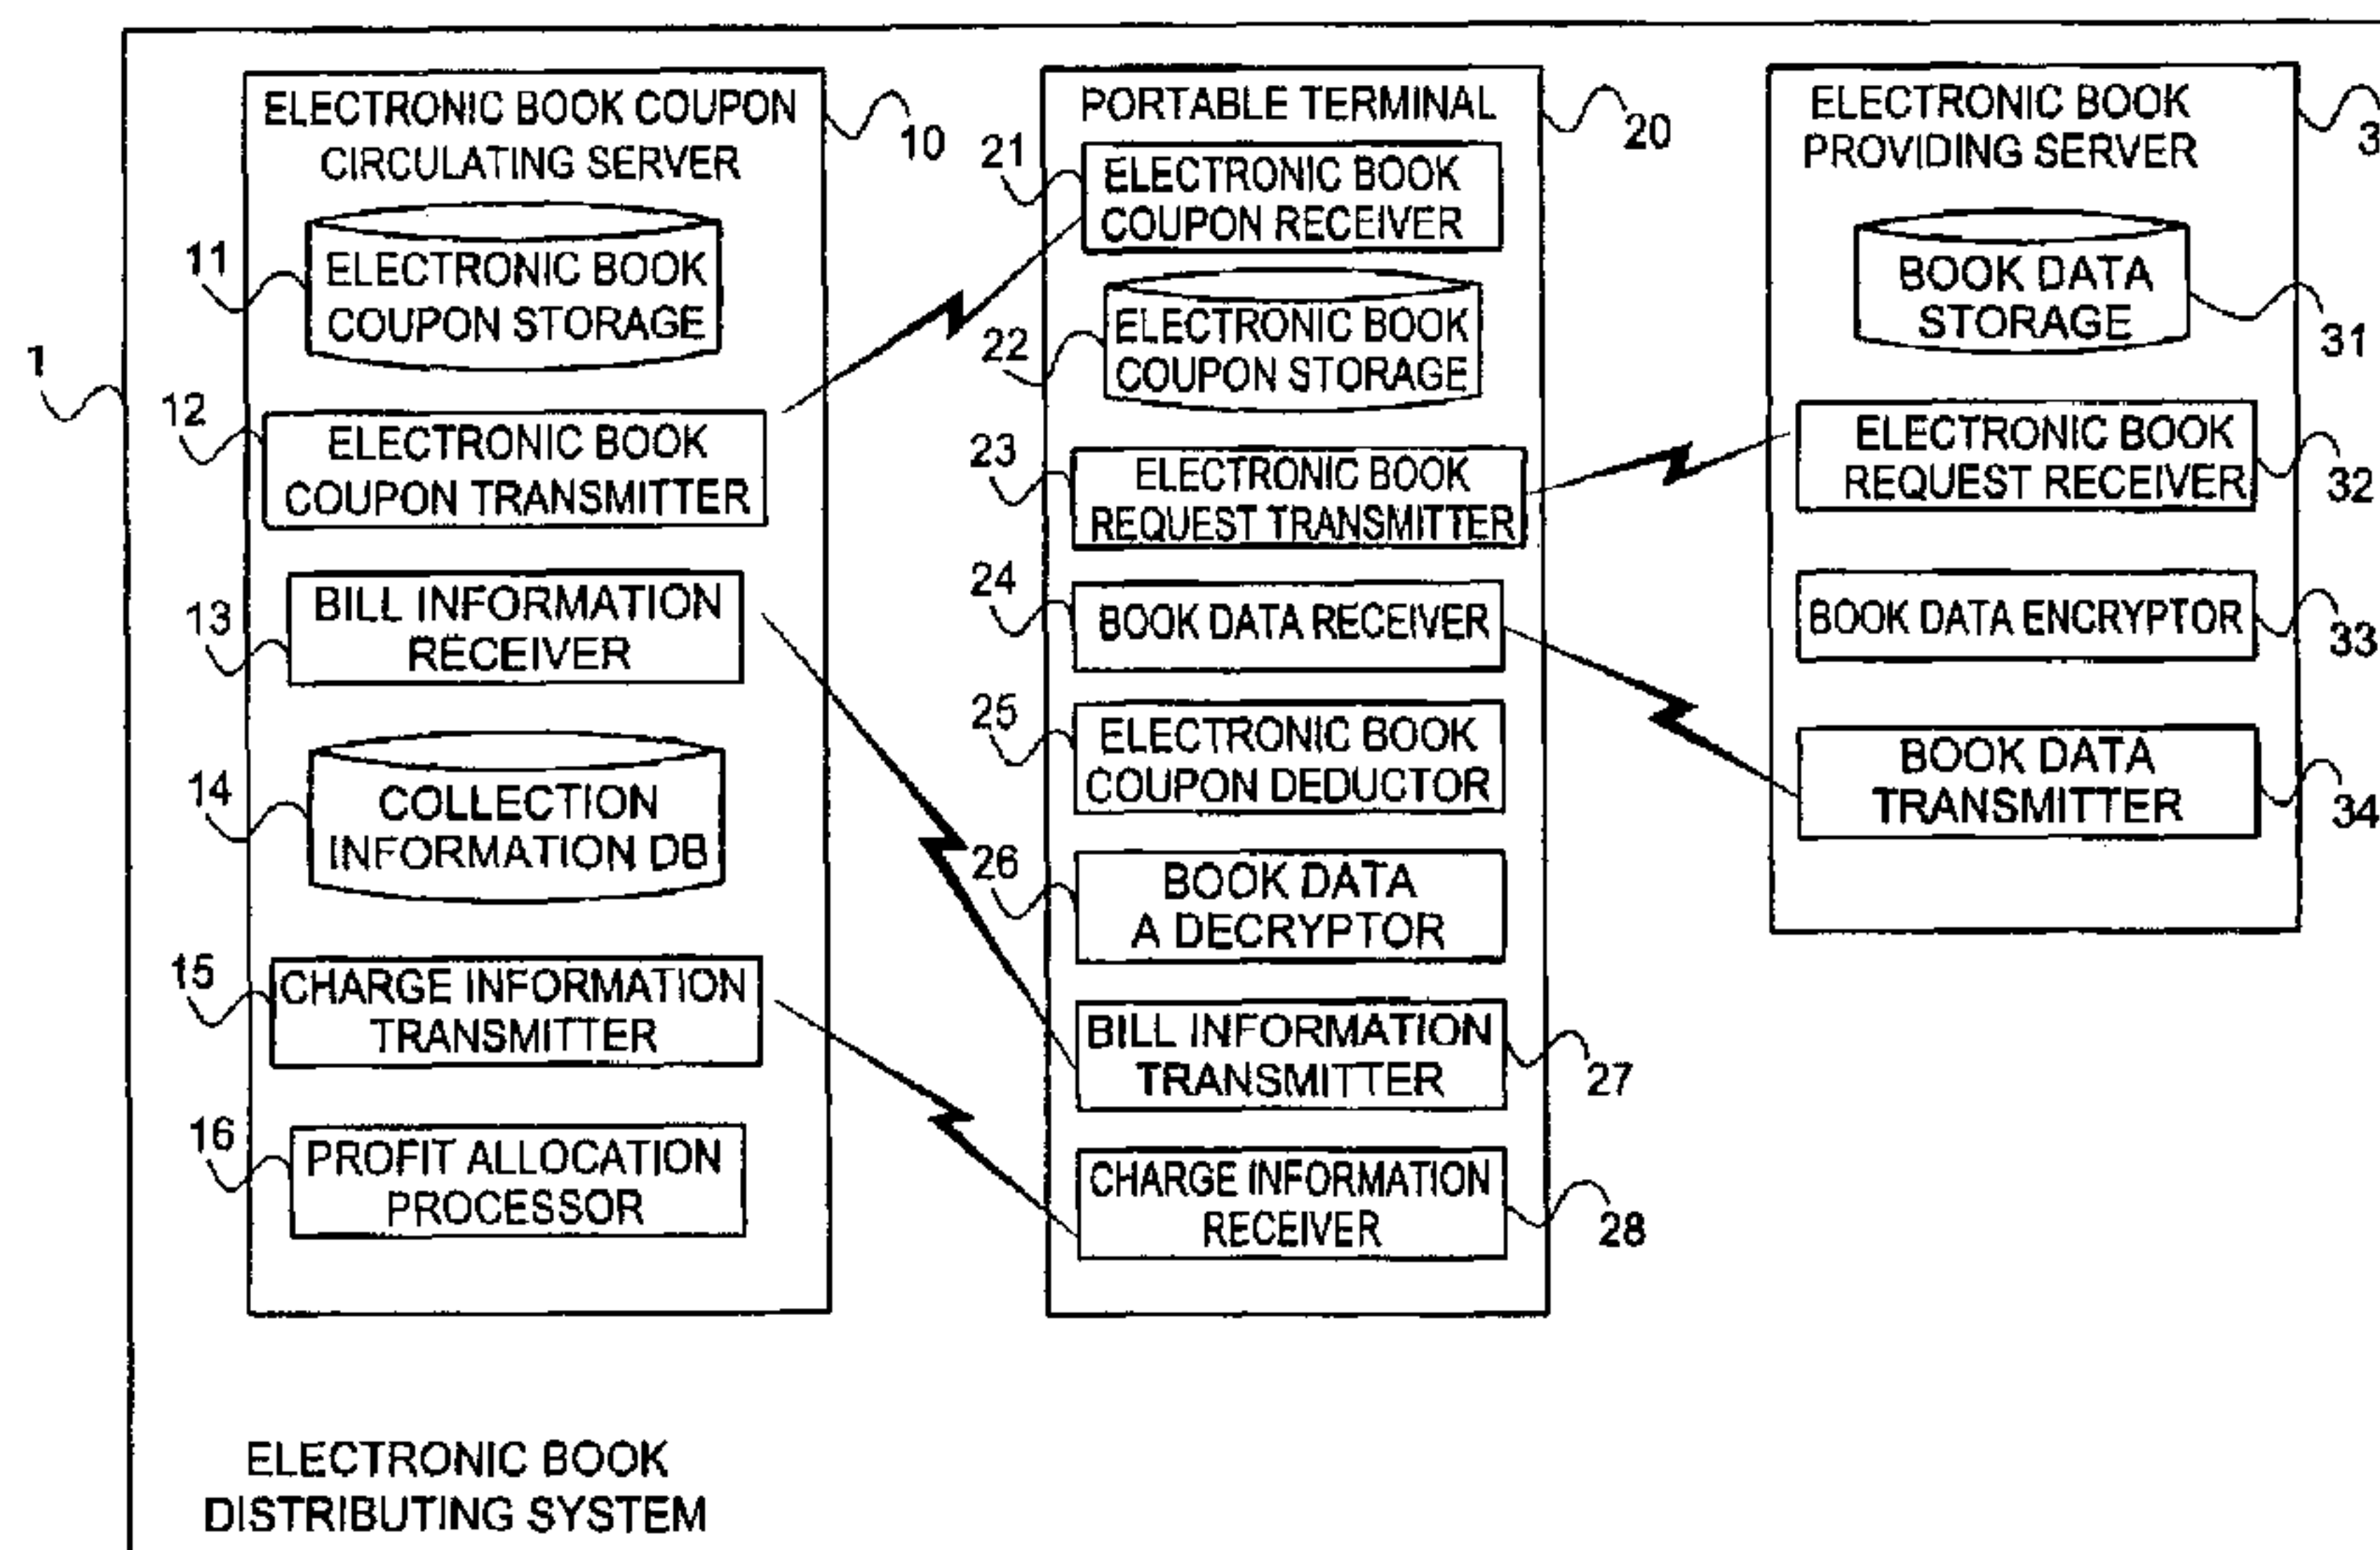 1
ELECTRONIC BOOK COUPON
CIRCULATING SERVER
10
11
ELECTRONIC BOOK
COUPON STORAGE
12
ELECTRONIC BOOK
COUPON TRANSMITTER
13
BILL INFORMATION
RECEIVER
14
COLLECTION
INFORMATION DB
15
CHARGE INFORMATION
TRANSMITTER
16
PROFIT ALLOCATION
PROCESSOR
PORTABLE TERMINAL
20
21
ELECTRONIC BOOK
COUPON RECEIVER
22
ELECTRONIC BOOK
COUPON STORAGE
23
ELECTRONIC BOOK
REQUEST TRANSMITTER
24
BOOK DATA RECEIVER
25
ELECTRONIC BOOK
COUPON DEDUCTOR
26
BOOK DATA
A DECRYPTOR
BILL INFORMATION
TRANSMITTER
27
CHARGE INFORMATION
RECEIVER
28
ELECTRONIC BOOK
PROVIDING SERVER
BOOK DATA
STORAGE
31
ELECTRONIC BOOK
REQUEST RECEIVER
32
BOOK DATA ENCRYPTOR
33
BOOK DATA
TRANSMITTER
34
ELECTRONIC BOOK
DISTRIBUTING SYSTEM